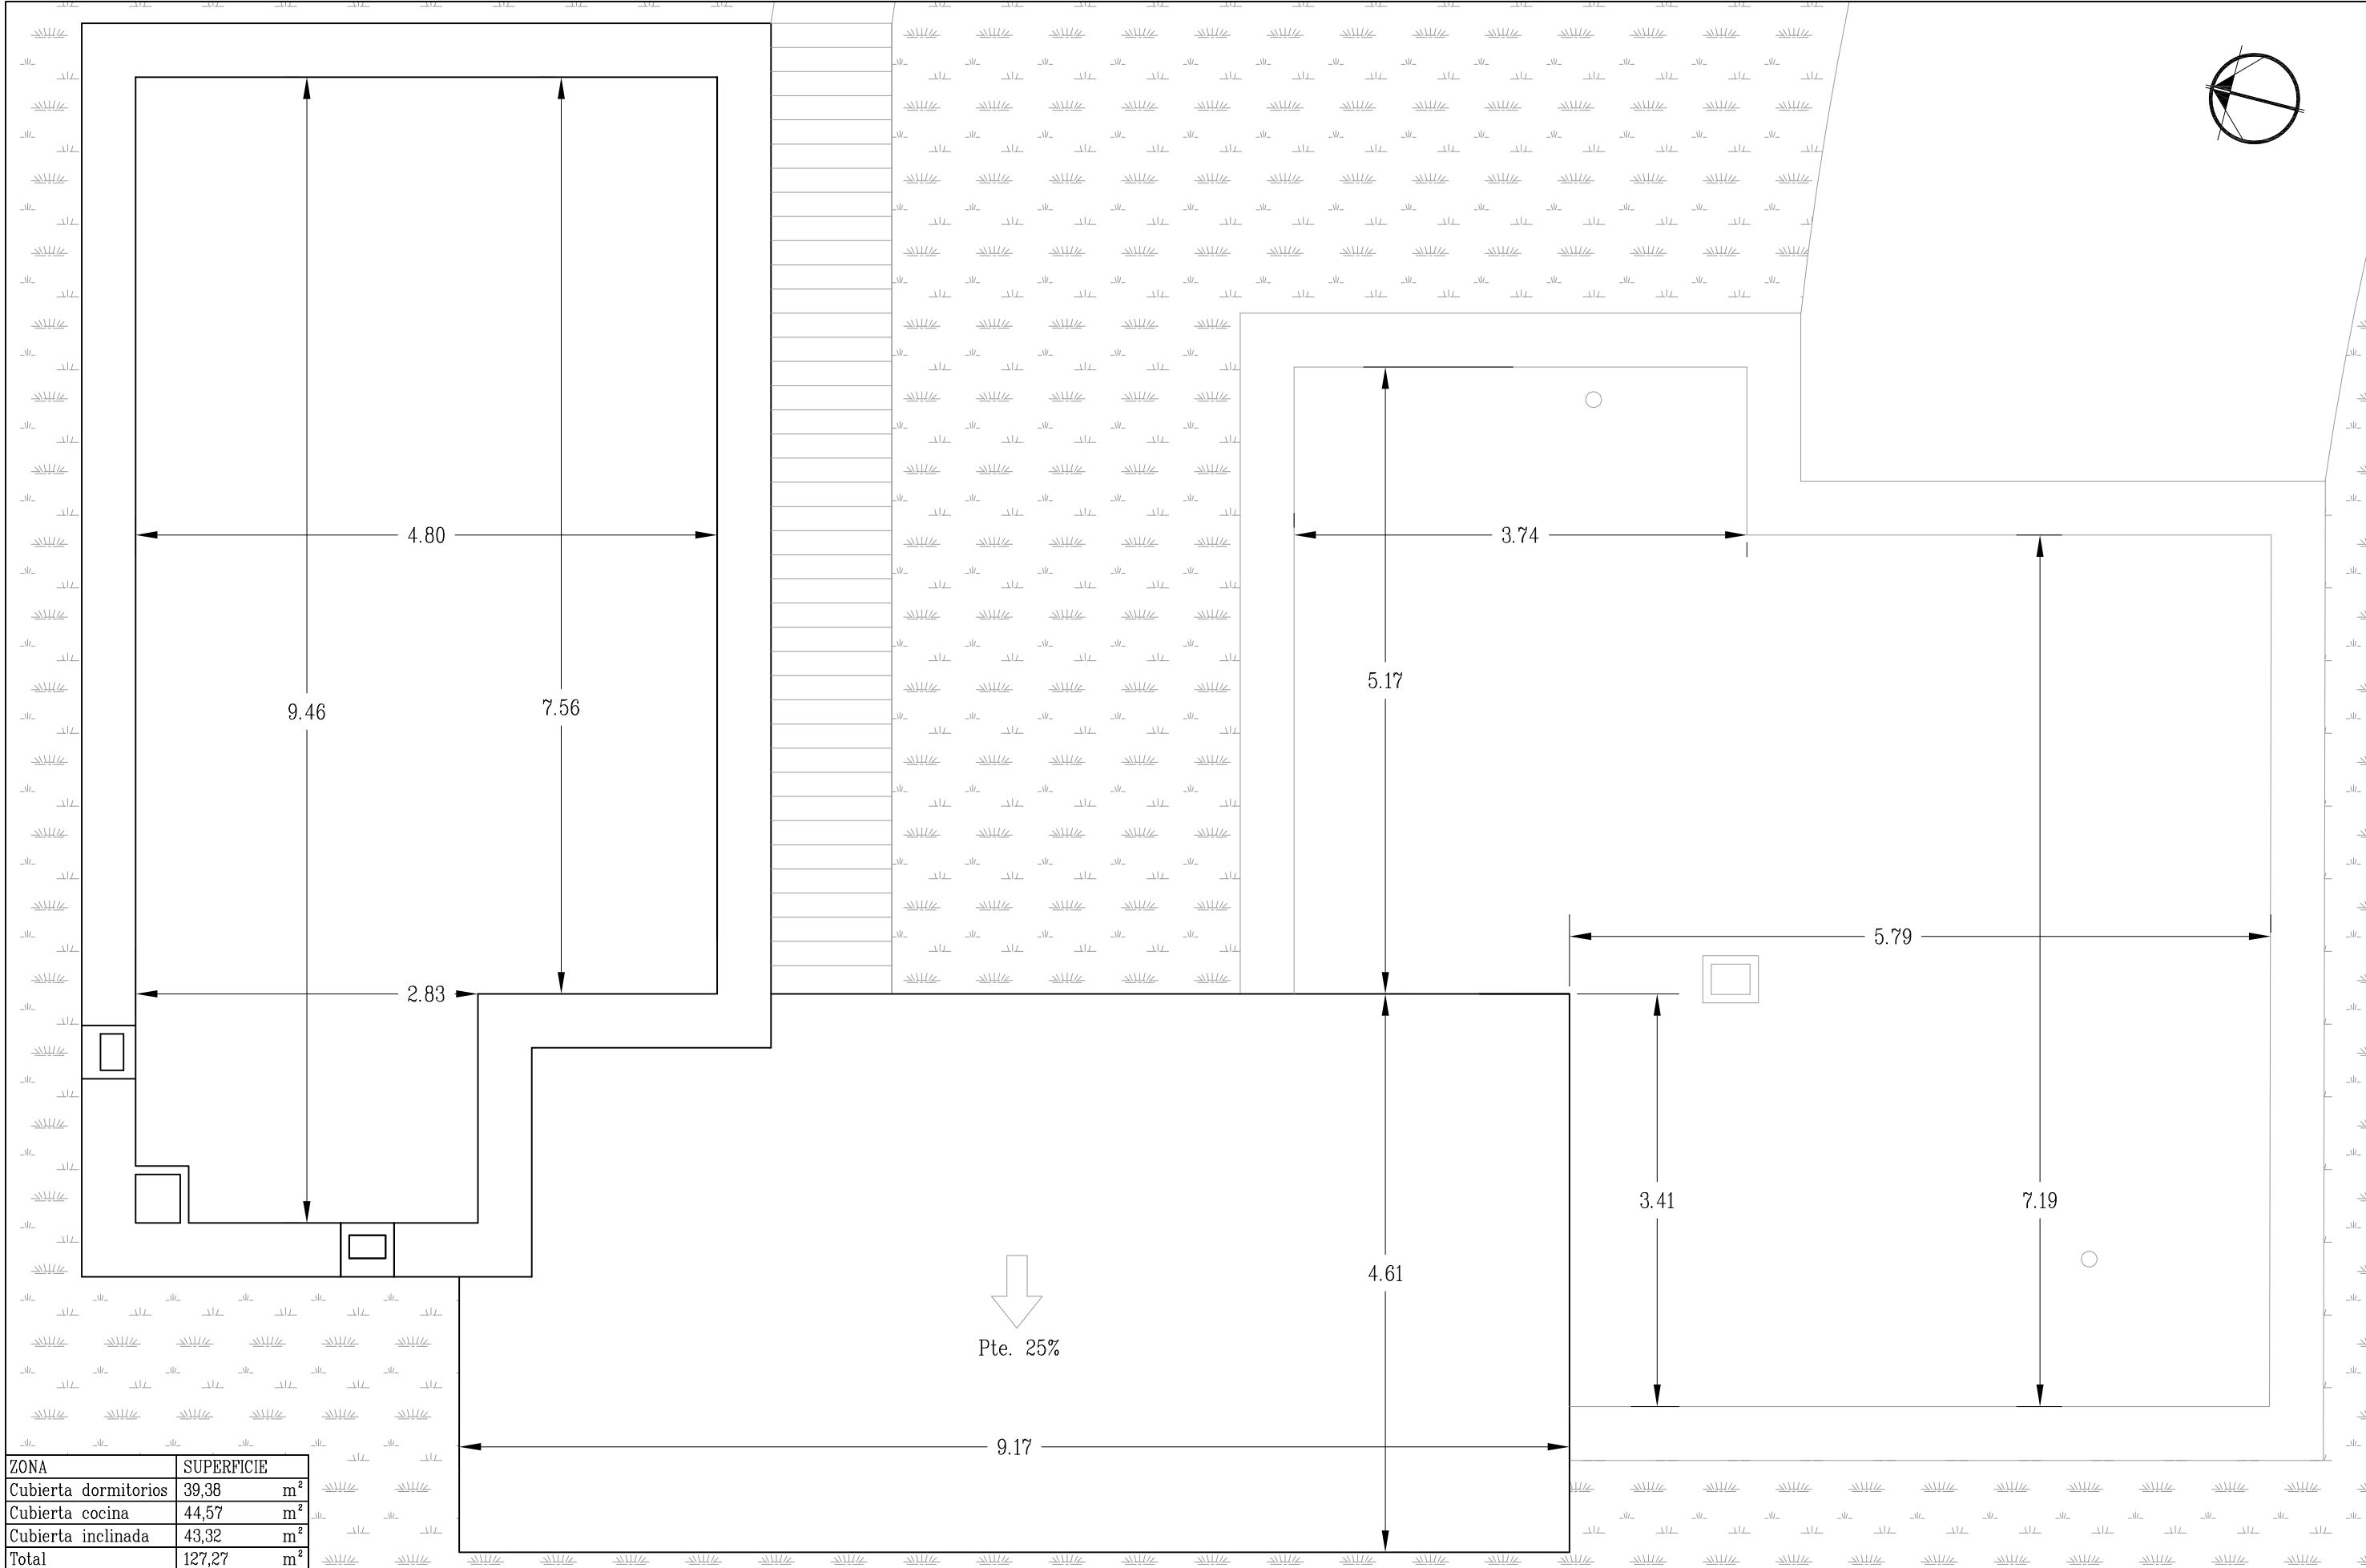 4.80
3.74
5.17
9.46
7.56
5.79
2.83
3.41
7.19
4.61
Pte. 25%
9.17
ZONA SUPERFICIE
Cubierta dormitorios 39,38 m²
Cubierta cocina 44,57 m²
Cubierta inclinada 43,32 m²
Total 127,27 m²